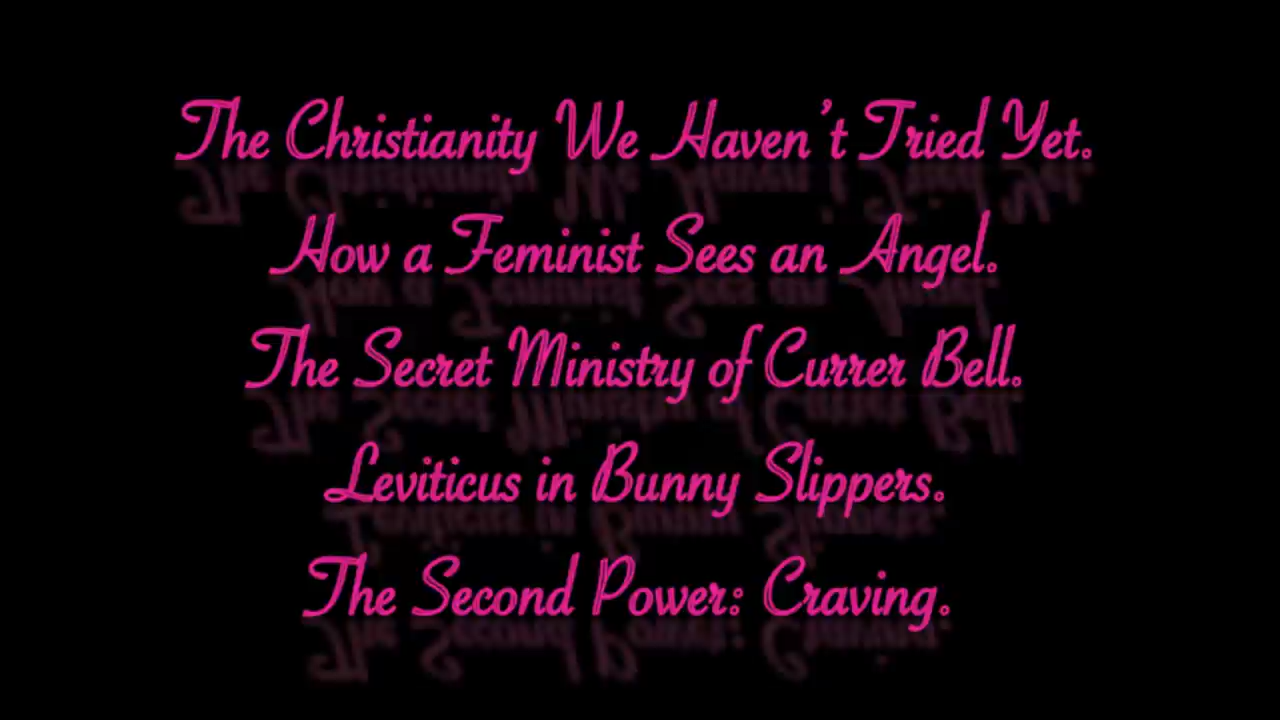 The Christianity We Haven't Tried Yet.
How a Feminist Sees an Angel.
The Secret Ministry of Currer Bell.
Leviticus in Bunny Slippers.
The Second Power: Craving.